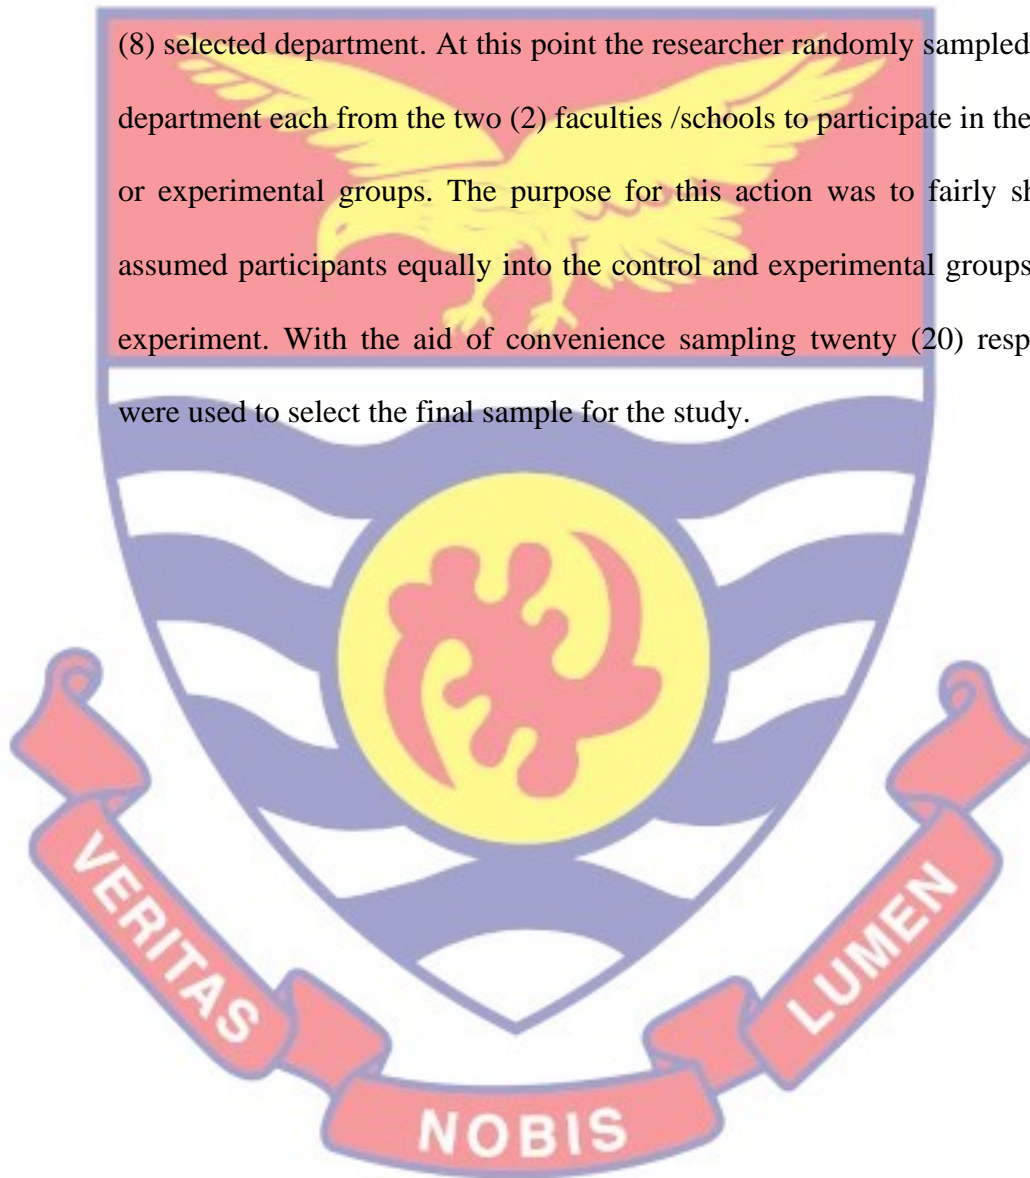 (8) selected department. At this point the researcher randomly sampled
department each from the two (2) faculties /schools to participate in the
or experimental groups. The purpose for this action was to fairly sh
assumed participants equally into the control and experimental groups
experiment. With the aid of convenience sampling twenty (20) resp
were used to select the final sample for the study.
VERITAS
NOBIS
LUMEN